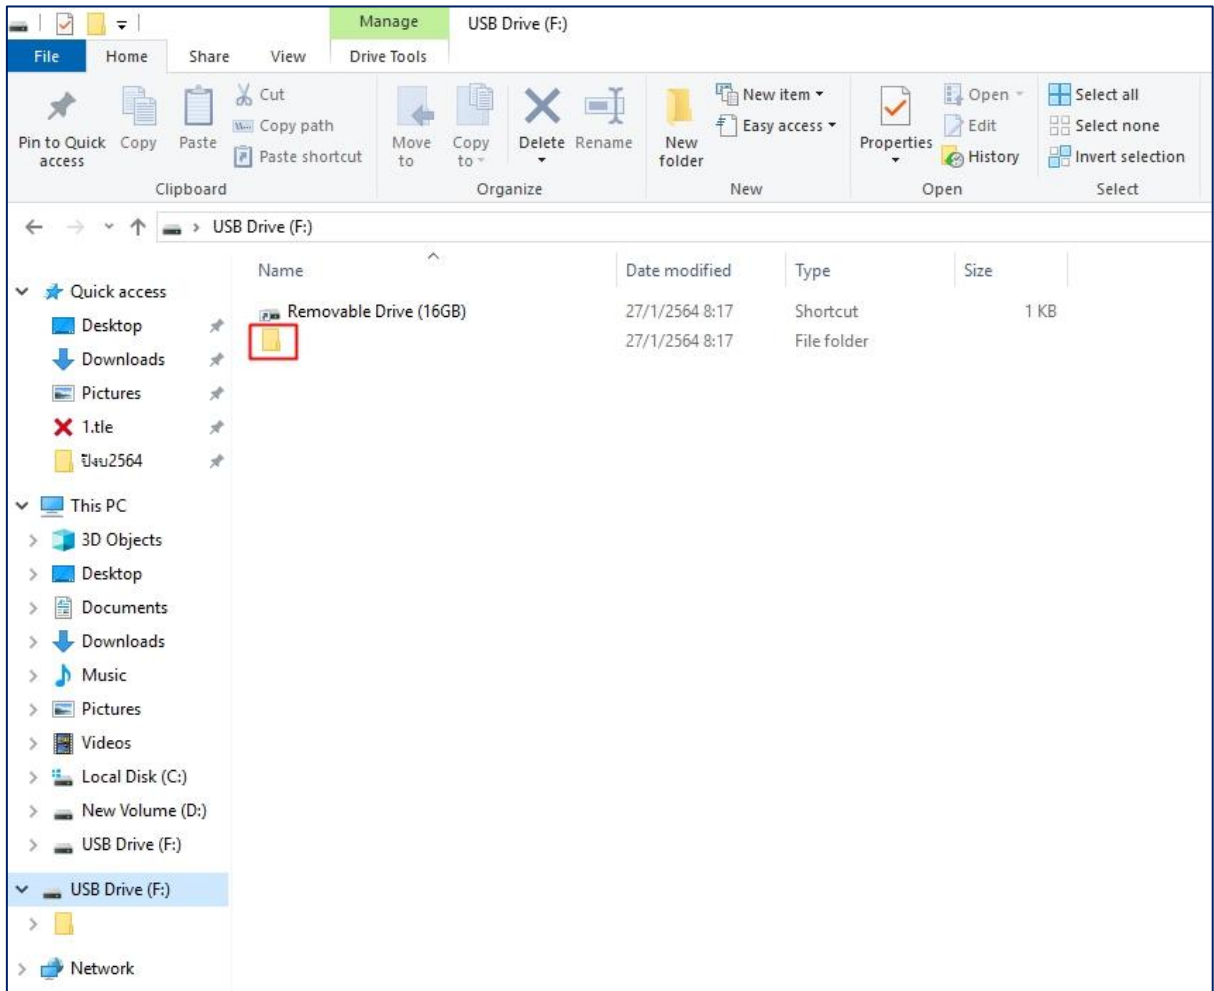 Manage USB Drive (F:)
File Home Share View Drive Tools
Pin to Quick access
Copy
Paste
Cut
Copy path
Paste shortcut
Clipboard
Move to
Copy to
Delete
Rename
Organize
New folder
New item
Easy access
New
Properties
Open
Edit
History
Open
Select all
Select none
Invert selection
Select
USB Drive (F:)
Name Date modified Type Size
Removable Drive (16GB) 27/1/2564 8:17 Shortcut 1 KB
27/1/2564 8:17 File folder
Quick access
Desktop
Downloads
Pictures
1.tle
ปีงบ2564
This PC
3D Objects
Desktop
Documents
Downloads
Music
Pictures
Videos
Local Disk (C:)
New Volume (D:)
USB Drive (F:)
USB Drive (F:)
Network